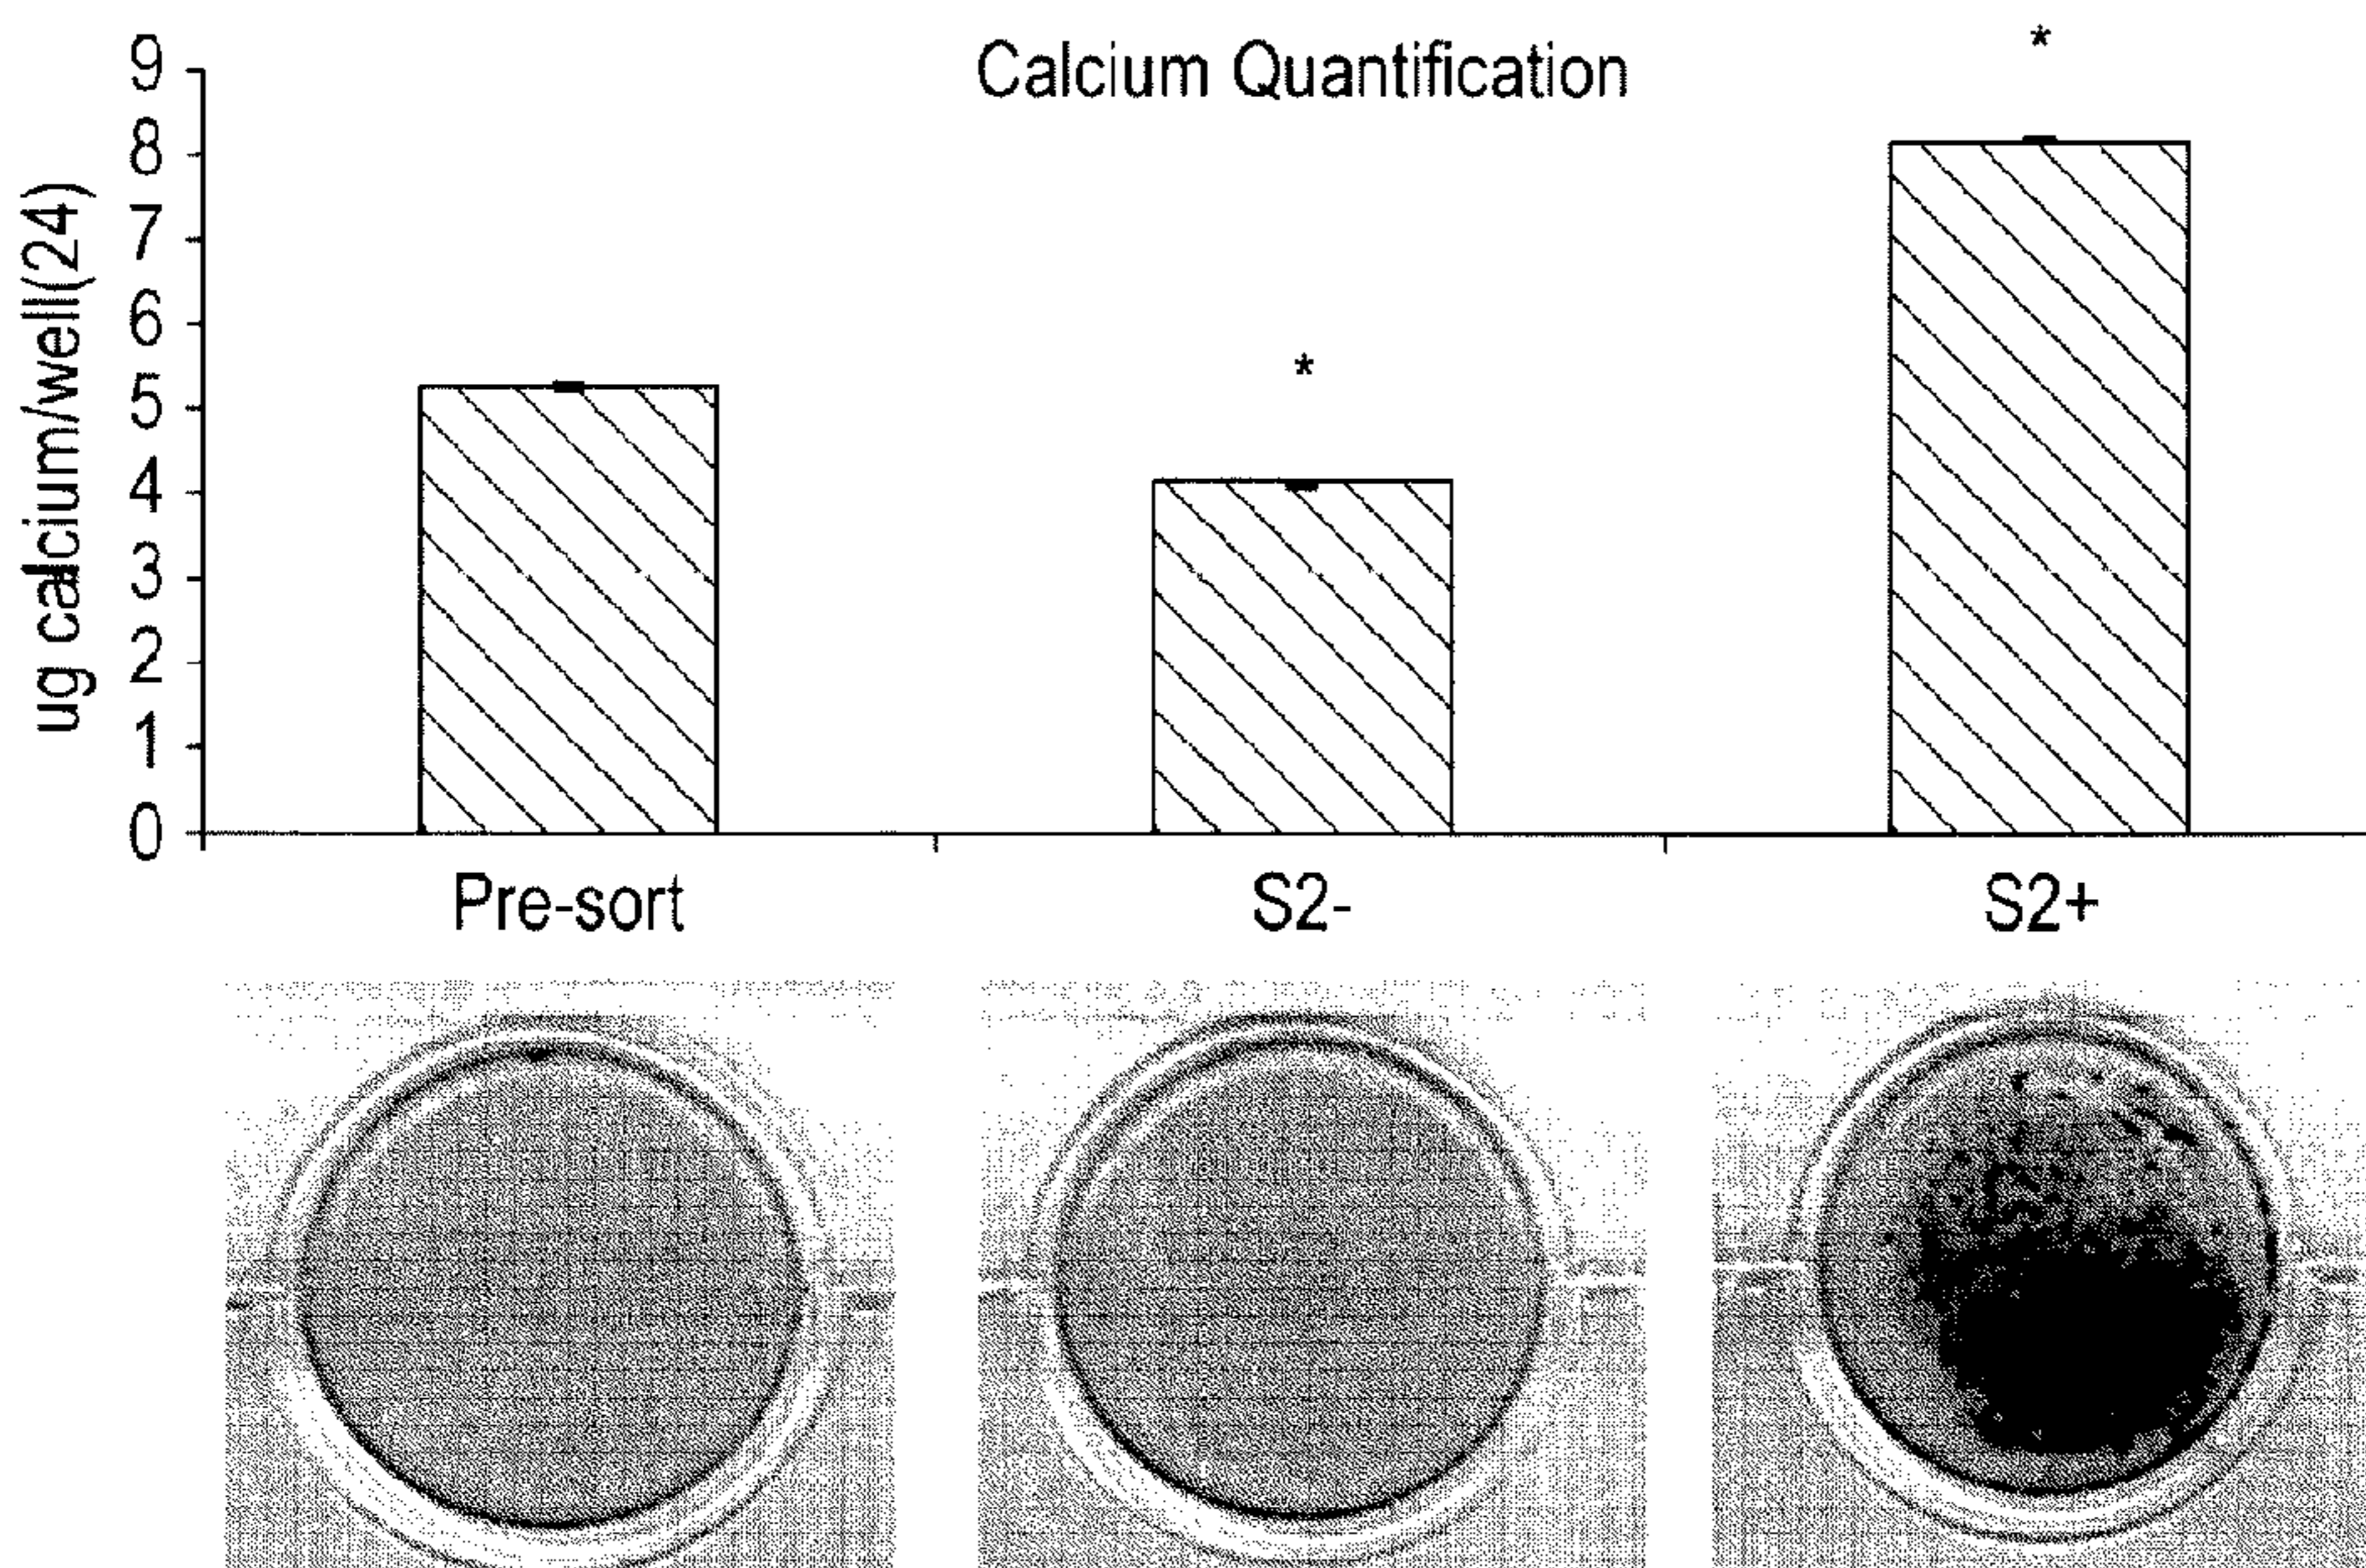 Calcium Quantification
ug calcium/well(24)
9
8
7
6
5
4
3
2
1
0
*
*
Pre-sort
S2-
S2+